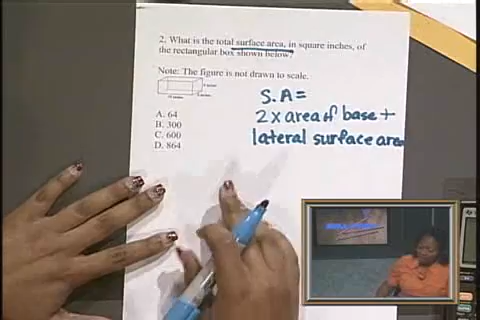 2. What is the total surface area, in square inches, of
the rectangular box shown below?
Note: The figure is not drawn to scale.
A. 64
B. 300
C. 600
D. 864
S.A =
2 x area of base +
lateral surface area